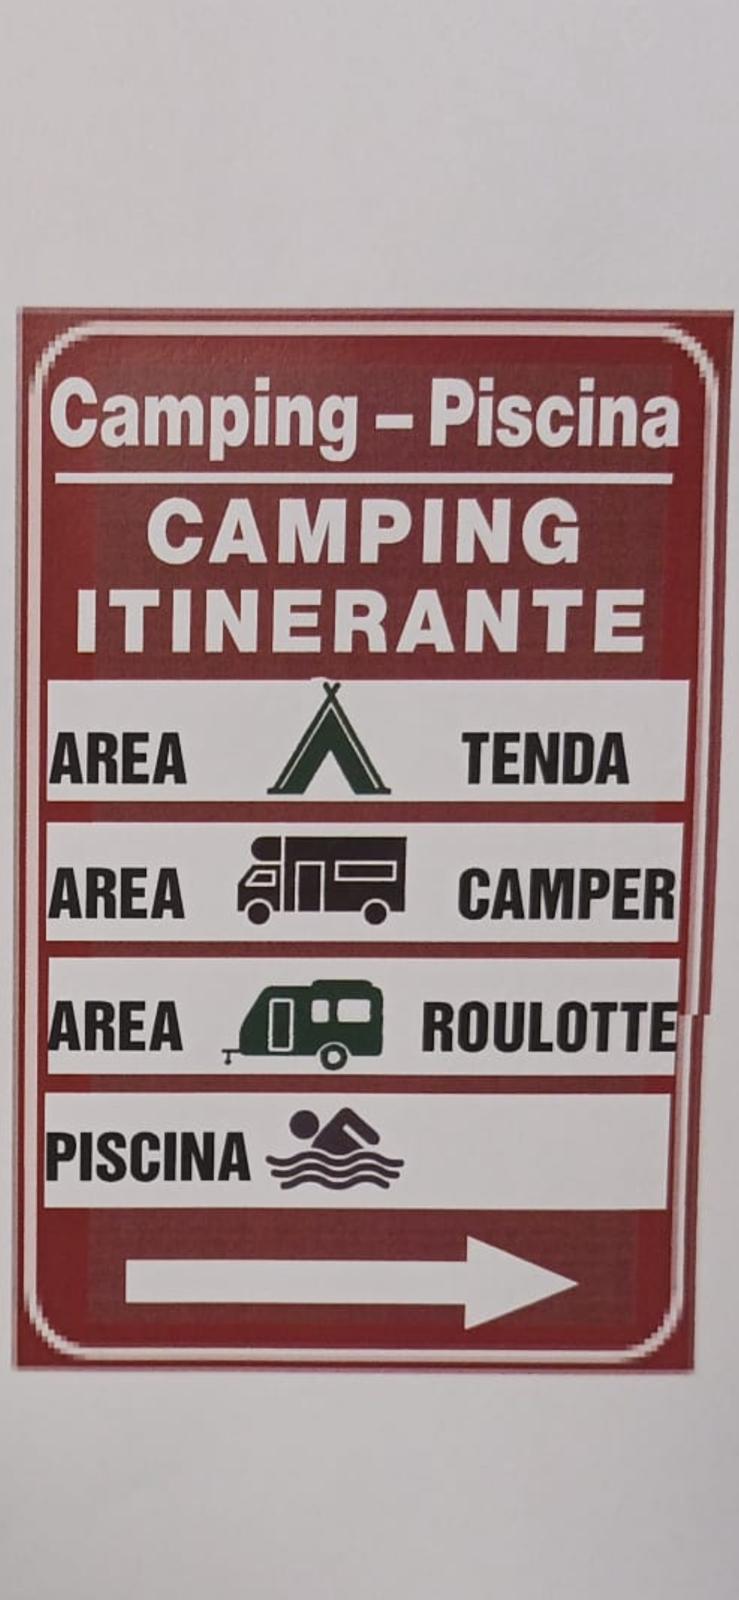 Camping – Piscina
CAMPING
ITINERANTE
AREA TENDA
AREA CAMPER
AREA ROULOTTE
PISCINA